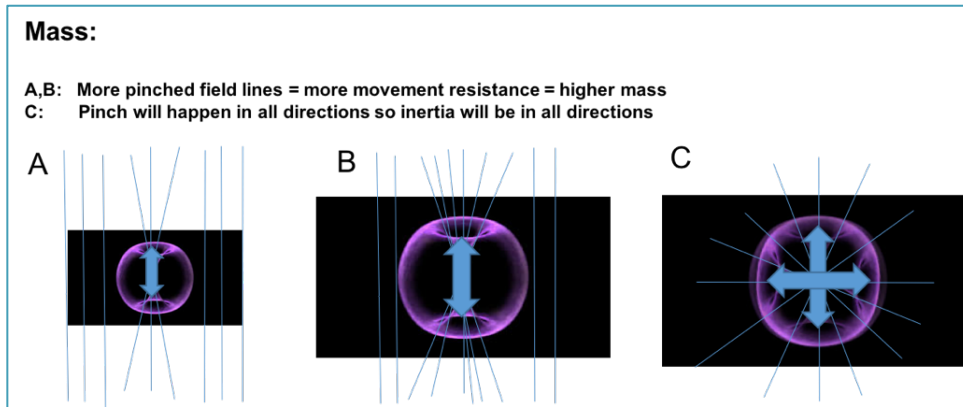 Mass:
A,B: More pinched field lines = more movement resistance = higher mass
C: Pinch will happen in all directions so inertia will be in all directions
A
B
C